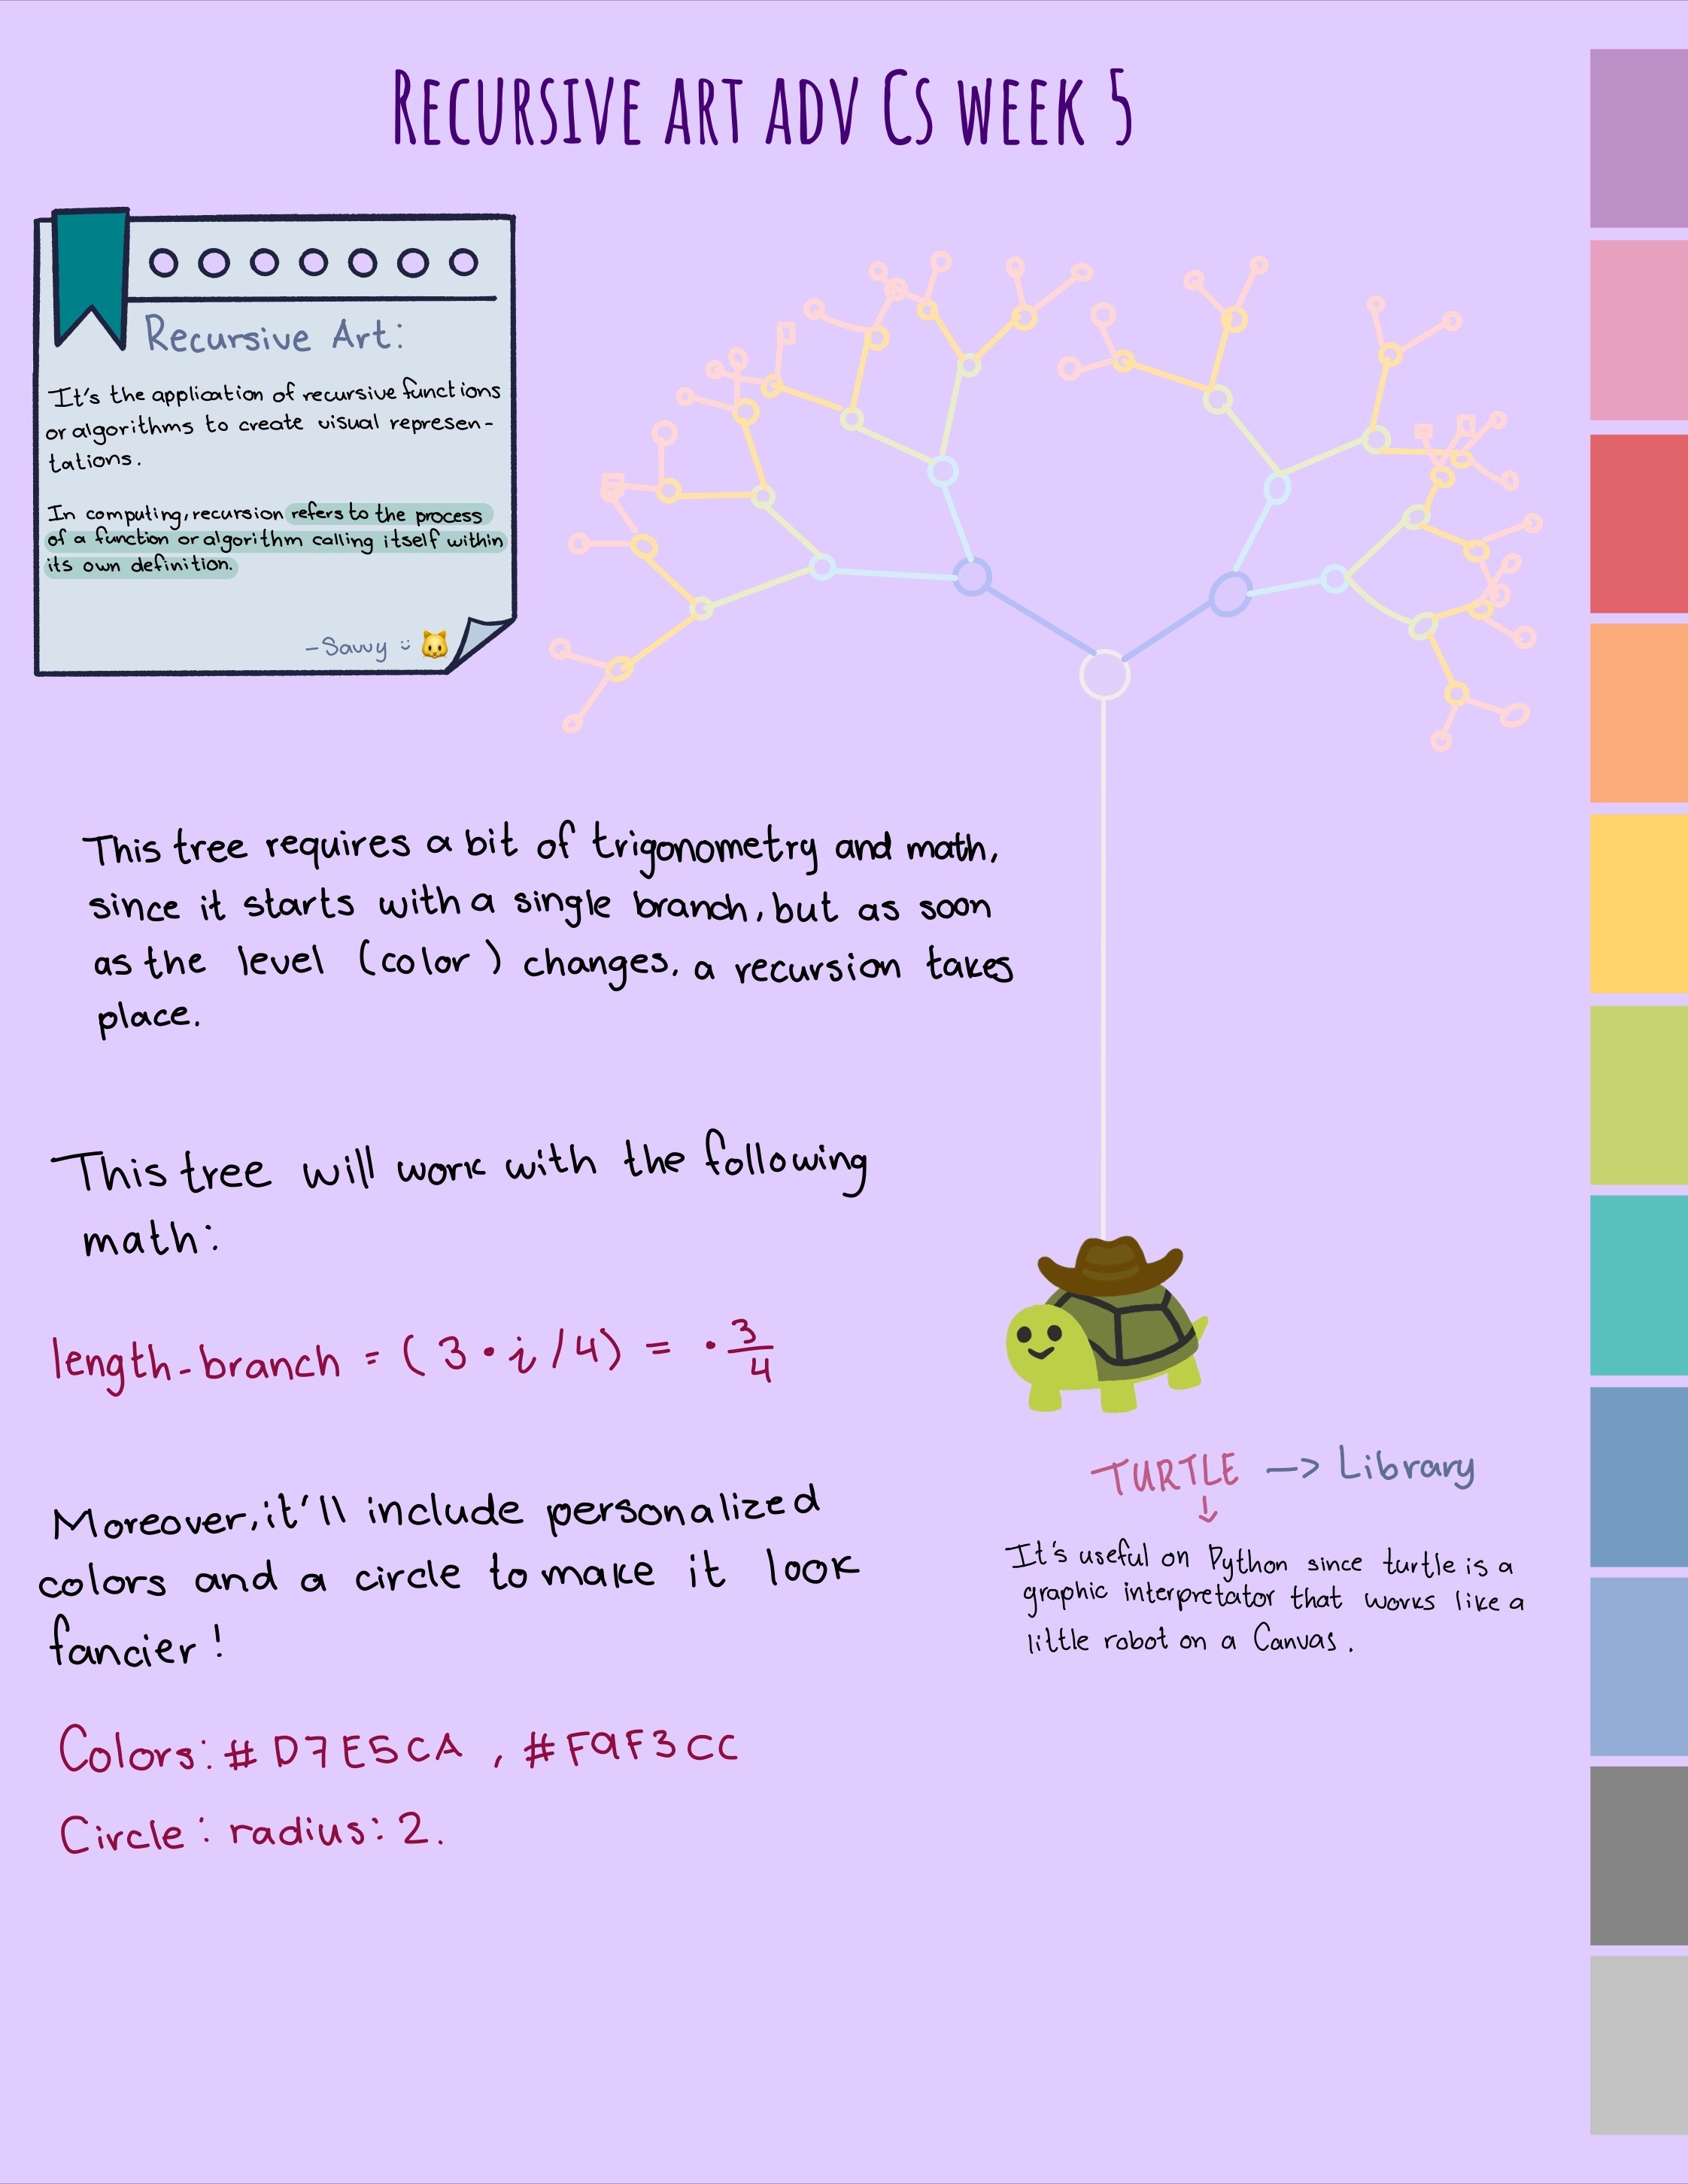 RECURSIVE ART ADV CS WEEK 5
Recursive Art:
It's the application of recursive functions
or algorithms to create visual represen-
tations.
In computing, recursion refers to the process
of a function or algorithm calling itself within
its own definition.
-Savvy
This tree requires a bit of trigonometry and math,
since it starts with a single branch, but as soon
as the level (color) changes, a recursion takes
place.
This tree will work with the following
math:
length-branch = (3 • i /4) = • 3/4
Moreover, it'll include personalized
colors and a circle to make it look
fancier!
Colors: # D7E5CA , #F9F3CC
Circle: radius: 2.
TURTLE -> Library
↓
It's useful on Python since turtle is a
graphic interpretator that works like a
little robot on a Canvas.